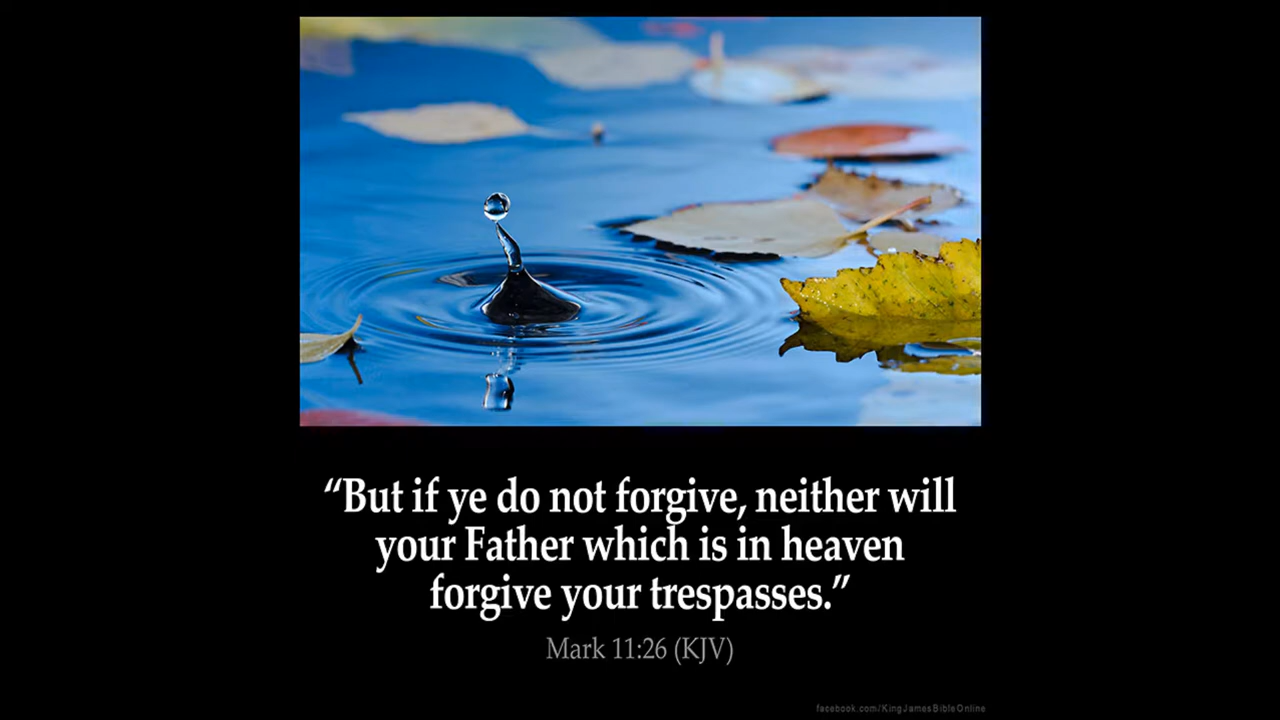 “But if ye do not forgive, neither will
your Father which is in heaven
forgive your trespasses.”
Mark 11:26 (KJV)
facebook.com/KingJamesBibleOnline